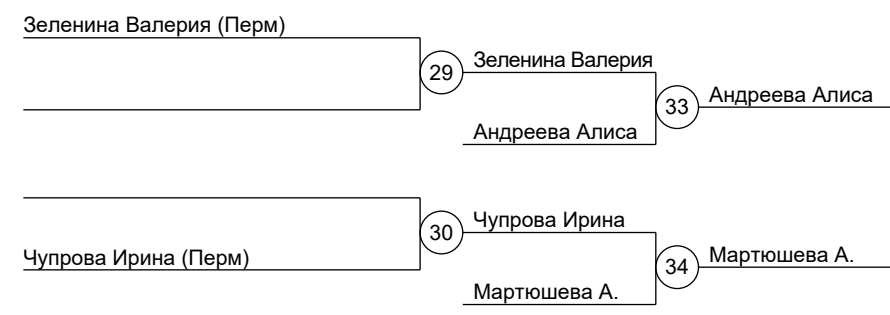 Зеленина Валерия (Перм)
29
Зеленина Валерия
33
Андреева Алиса
Андреева Алиса
30
Чупрова Ирина
Чупрова Ирина (Перм)
34
Мартюшева А.
Мартюшева А.